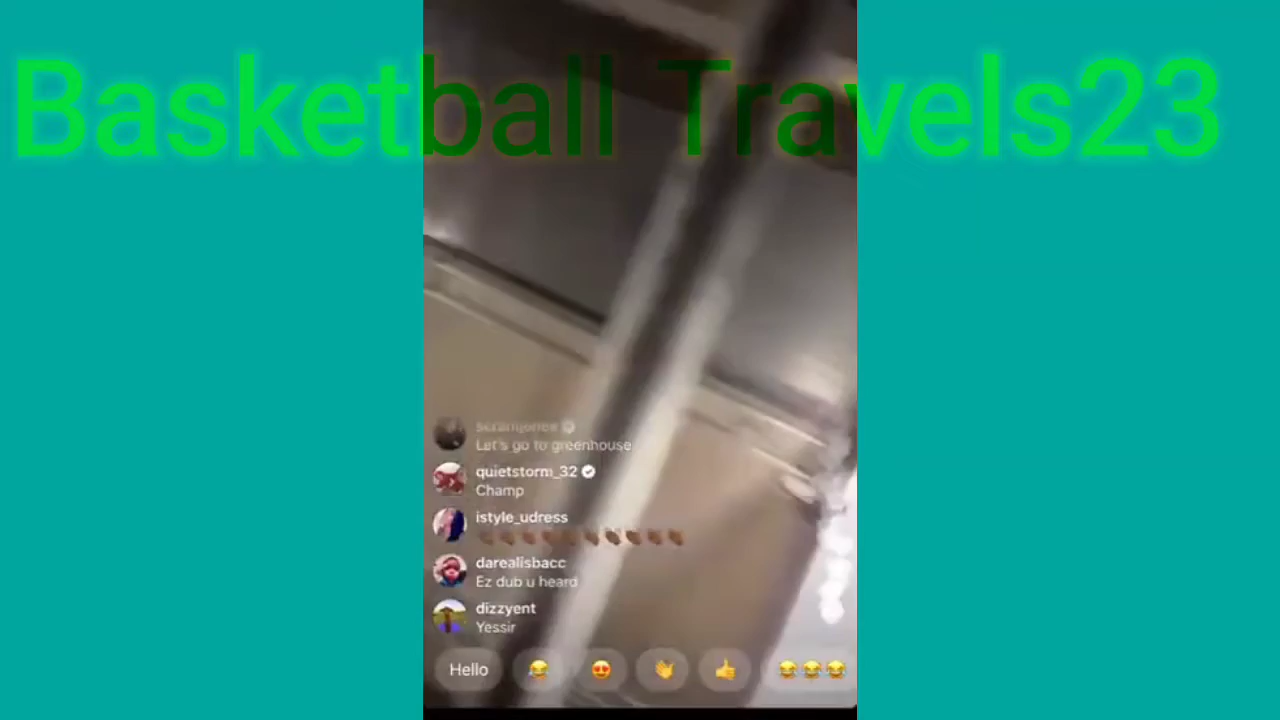 Basketball Travels23
Let's go to greenhouse
quietstorm_32
Champ
istyle_udress
👏🏾👏🏾👏🏾👏🏾👏🏾👏🏾👏🏾👏🏾👏🏾👏🏾
darealisbacc
Ez dub u heard
dizzyent
Yessir
Hello 😂 😍 👏 👍 😂😂😂